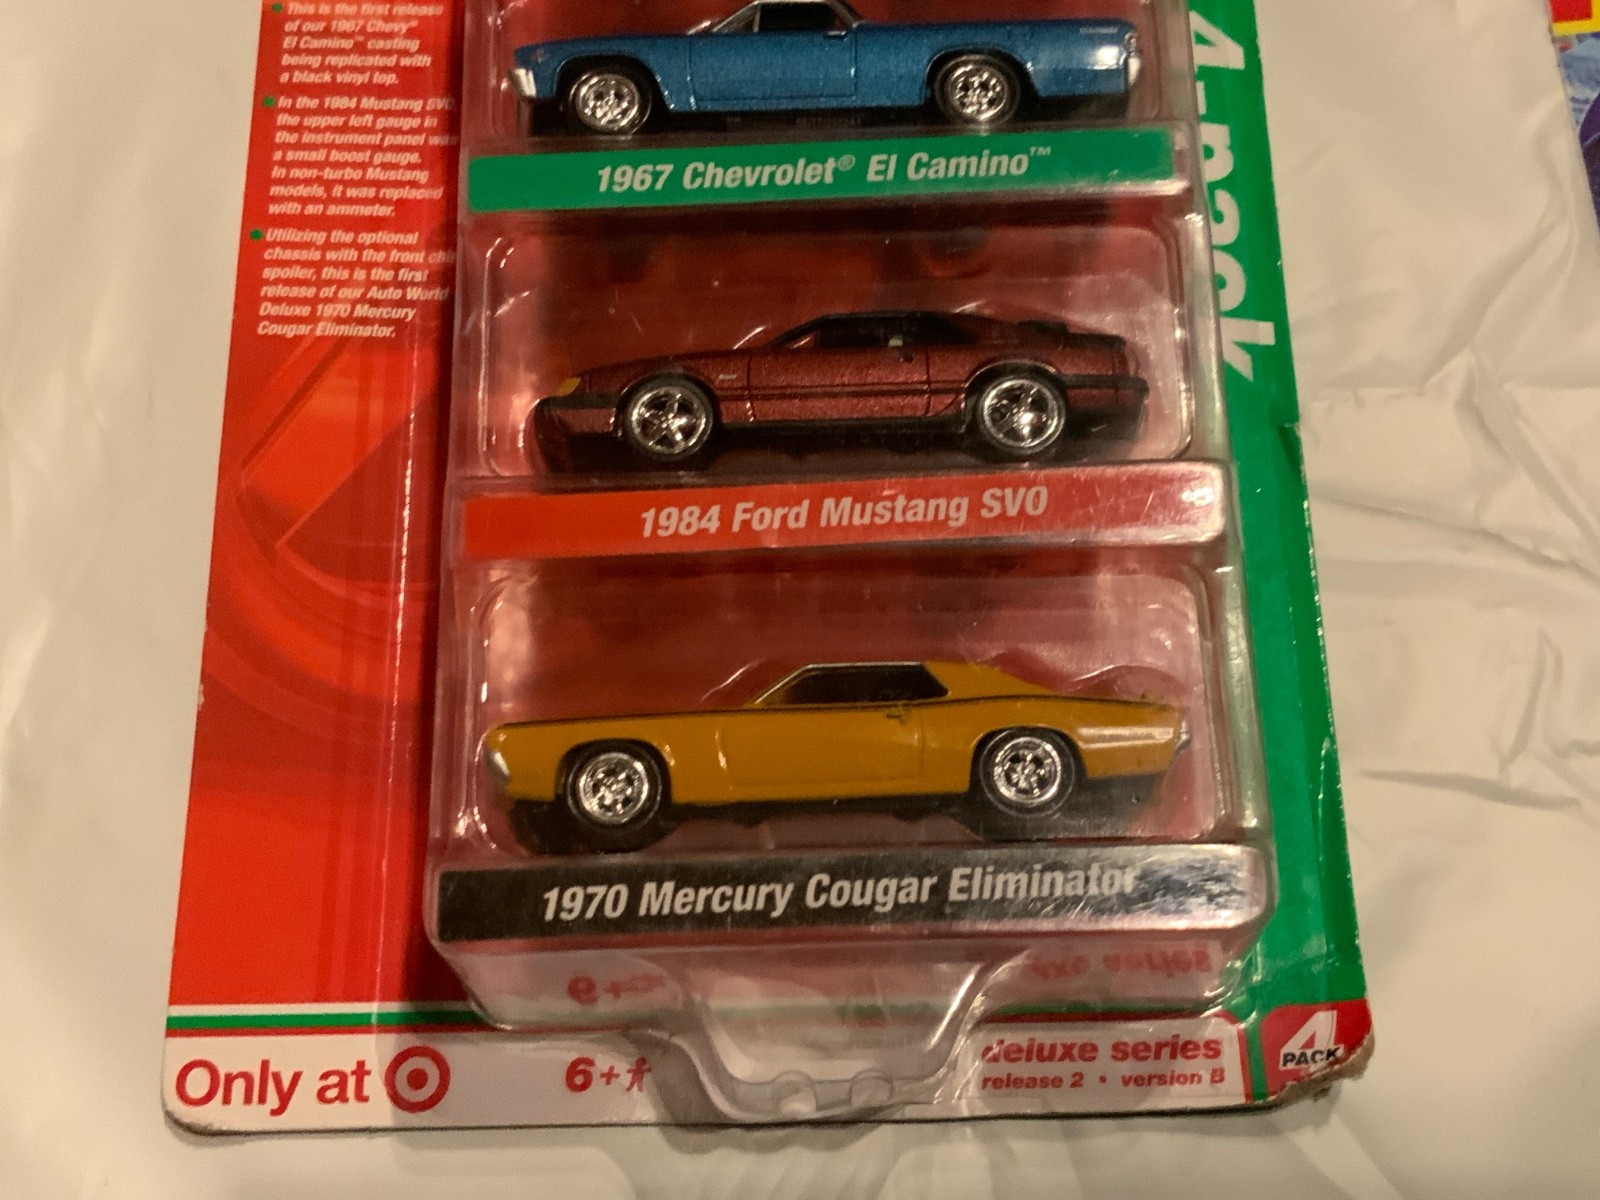 This is the first release
of our 1967 Chevy®
El Camino™ casting
being replicated with
a black vinyl top.
In the 1984 Mustang SVO,
the upper left gauge in
the instrument panel was
a small boost gauge.
In non-turbo Mustang
models, it was replaced
with an ammeter.
Utilizing the optional
chassis with the front chin
spoiler, this is the first
release of our Auto World
Deluxe 1970 Mercury
Cougar Eliminator.
1967 Chevrolet® El Camino™
1984 Ford Mustang SVO
1970 Mercury Cougar Eliminator
4-pack
Only at
6+
deluxe series
release 2 • version B
4
PACK